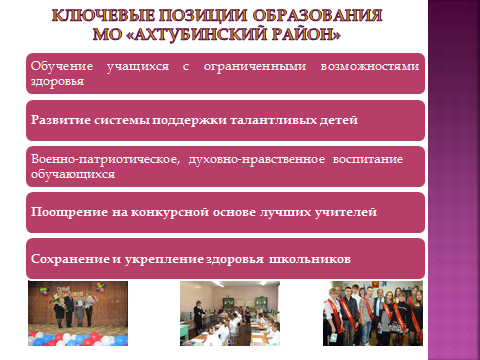 КЛЮЧЕВЫЕ ПОЗИЦИИ ОБРАЗОВАНИЯ
МО «АХТУБИНСКИЙ РАЙОН»
Обучение учащихся с ограниченными возможностями
здоровья
Развитие системы поддержки талантливых детей
Военно-патриотическое, духовно-нравственное воспитание
обучающихся
Поощрение на конкурсной основе лучших учителей
Сохранение и укрепление здоровья школьников